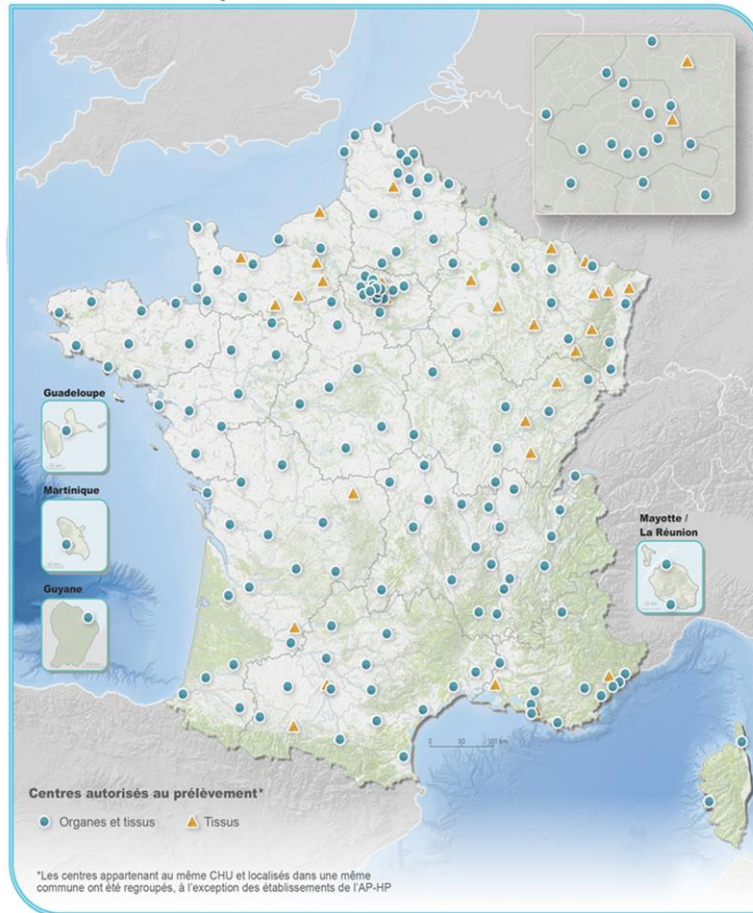 Guadeloupe
Martinique
Guyane
Mayotte /
La Réunion
0 50 100 km
Centres autorisés au prélèvement*
Organes et tissus
Tissus
*Les centres appartenant au même CHU et localisés dans une même
commune ont été regroupés, à l'exception des établissements de l'AP-HP